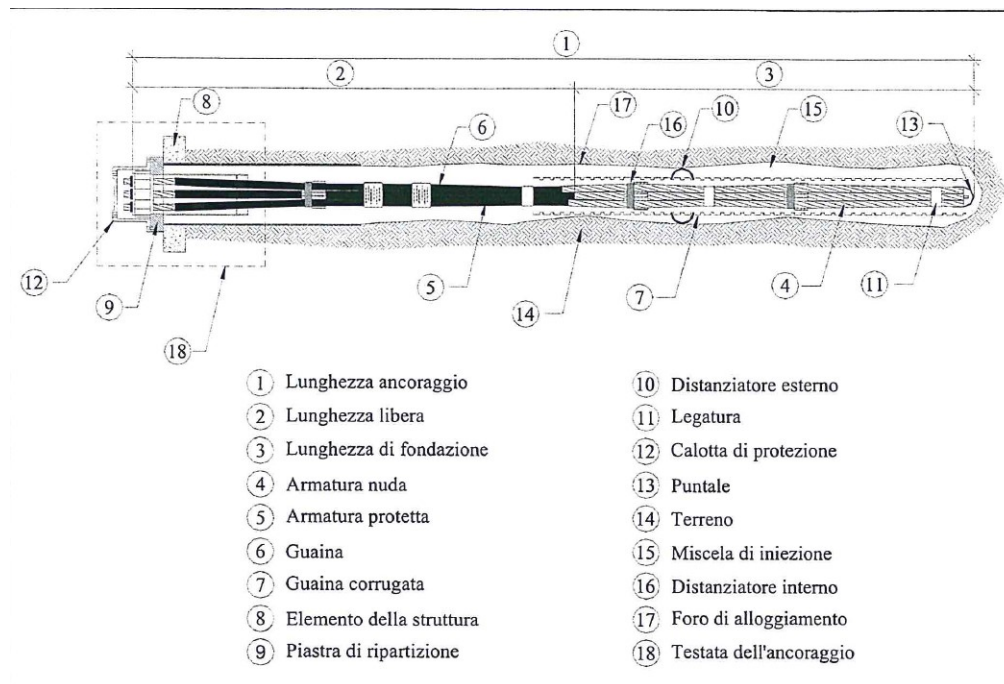 1
2
3
8
6
17
16
10
15
13
12
9
18
5
14
7
4
11
1 Lunghezza ancoraggio
2 Lunghezza libera
3 Lunghezza di fondazione
4 Armatura nuda
5 Armatura protetta
6 Guaina
7 Guaina corrugata
8 Elemento della struttura
9 Piastra di ripartizione
10 Distanziatore esterno
11 Legatura
12 Calotta di protezione
13 Puntale
14 Terreno
15 Miscela di iniezione
16 Distanziatore interno
17 Foro di alloggiamento
18 Testata dell'ancoraggio